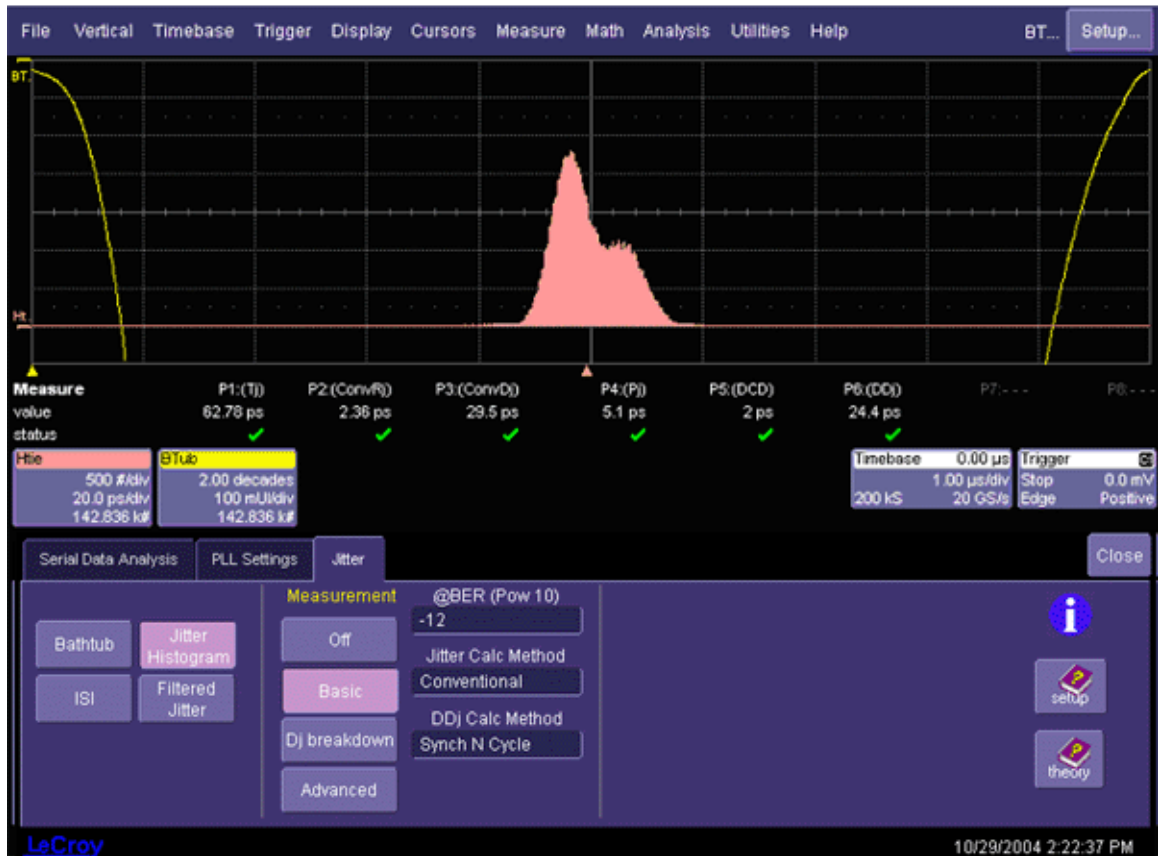 File Vertical Timebase Trigger Display Cursors Measure Math Analysis Utilities Help BT... Setup...
BT.
Ht.
Measure P1:(Tj) P2:(ConvRj) P3:(ConvDj) P4:(Pj) P5:(DCD) P6:(DDj) P7:- - - P8:- - -
value 62.78 ps 2.36 ps 29.5 ps 5.1 ps 2 ps 24.4 ps
status
Htie BTub Timebase 0.00 µs Trigger
500 #/div 2.00 decades 1.00 µs/div Stop 0.0 mV
20.0 ps/div 100 mUI/div 200 kS 20 GS/s Edge Positive
142.836 k# 142.836 k#
Serial Data Analysis PLL Settings Jitter Close
Measurement @BER (Pow 10)
Bathtub Jitter Histogram Off -12
Jitter Calc Method
ISI Filtered Jitter Basic Conventional setup
DDj Calc Method
Dj breakdown Synch N Cycle
theory
Advanced
LeCroy 10/29/2004 2:22:37 PM